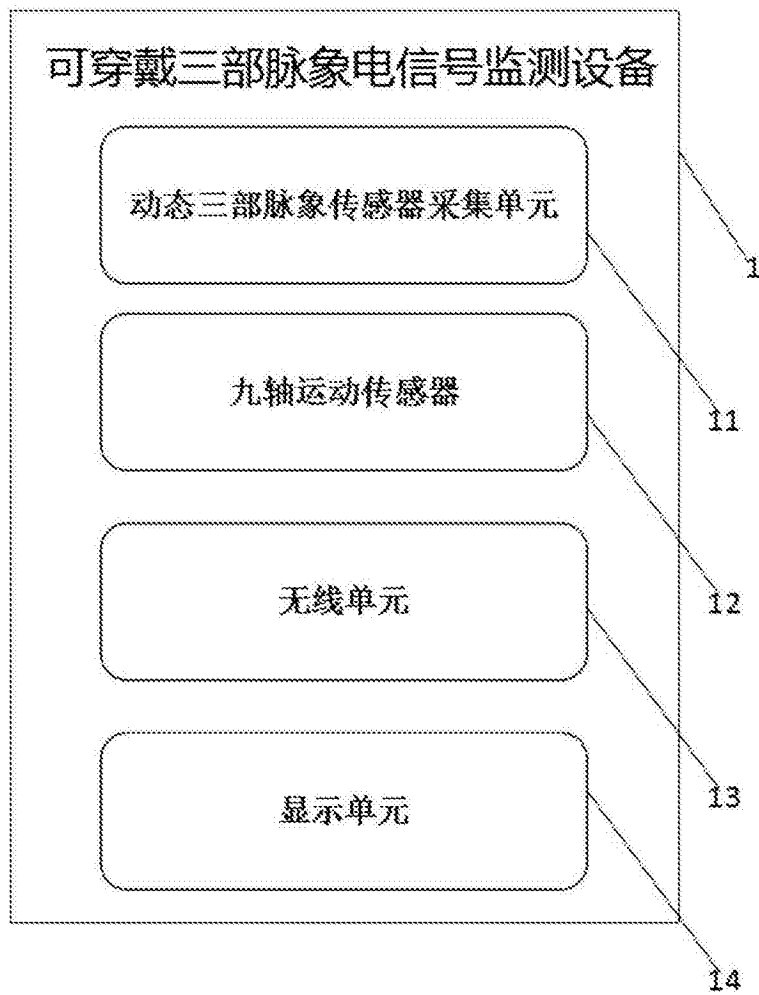 可穿戴三部脉象电信号监测设备
动态三部脉象传感器采集单元
1
九轴运动传感器
11
无线单元
12
显示单元
13
14